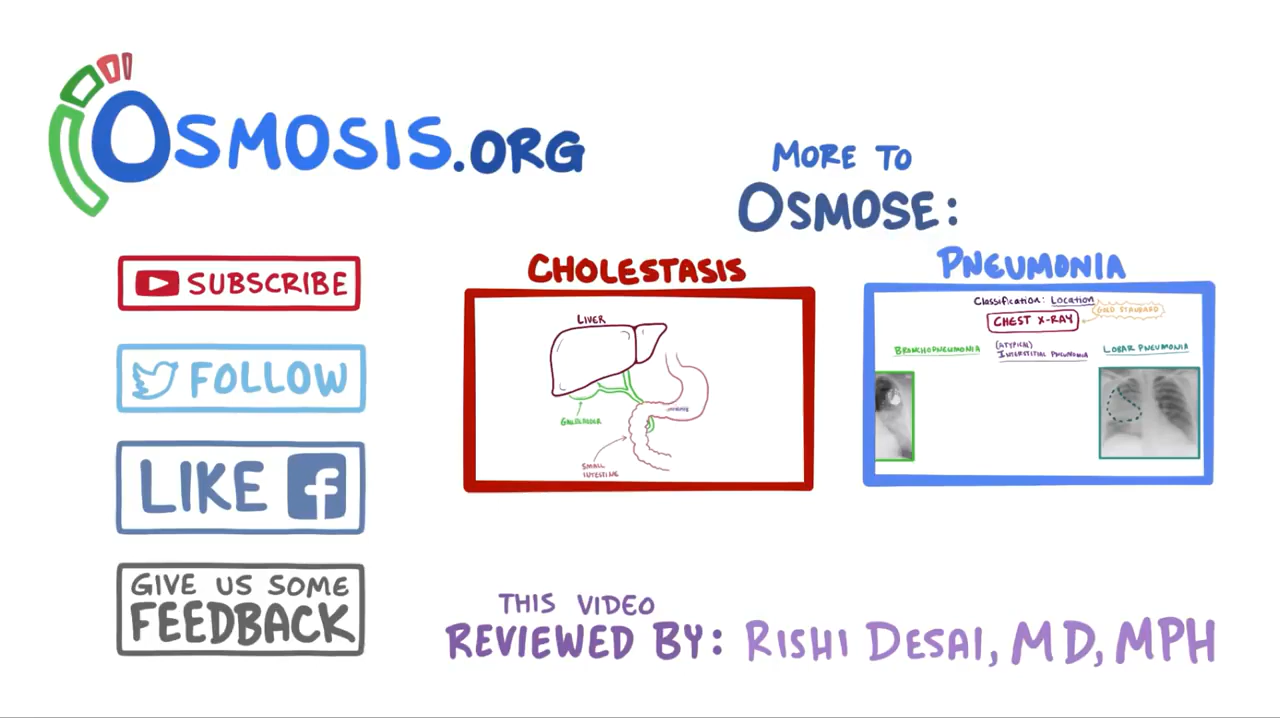 OSMOSIS.ORG
SUBSCRIBE
FOLLOW
LIKE f
GIVE US SOME
FEEDBACK
MORE TO
OSMOSE:
CHOLESTASIS
LIVER
GALLBLADDER
SMALL
INTESTINE
PNEUMONIA
Classification: Location
CHEST X-RAY
GOLD STANDARD
BRONCHOPNEUMONIA
(ATYPICAL)
INTERSTITIAL PNEUMONIA
LOBAR PNEUMONIA
THIS VIDEO
REVIEWED BY: RISHI DESAI, MD, MPH